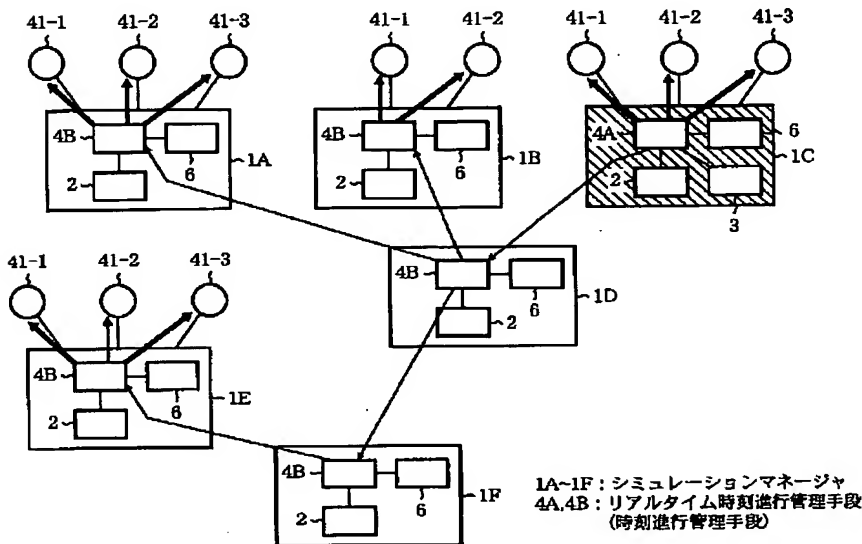 41-1 41-2 41-3
41-1 41-2
41-1 41-2 41-3
4B
6
2
1A
4B
6
2
1B
4A
6
2
1C
3
4B
6
2
1D
41-1 41-2 41-3
4B
6
2
1E
4B
6
2
1F
1A~1F:シミュレーションマネージャ
4A,4B:リアルタイム時刻進行管理手段
(時刻進行管理手段)